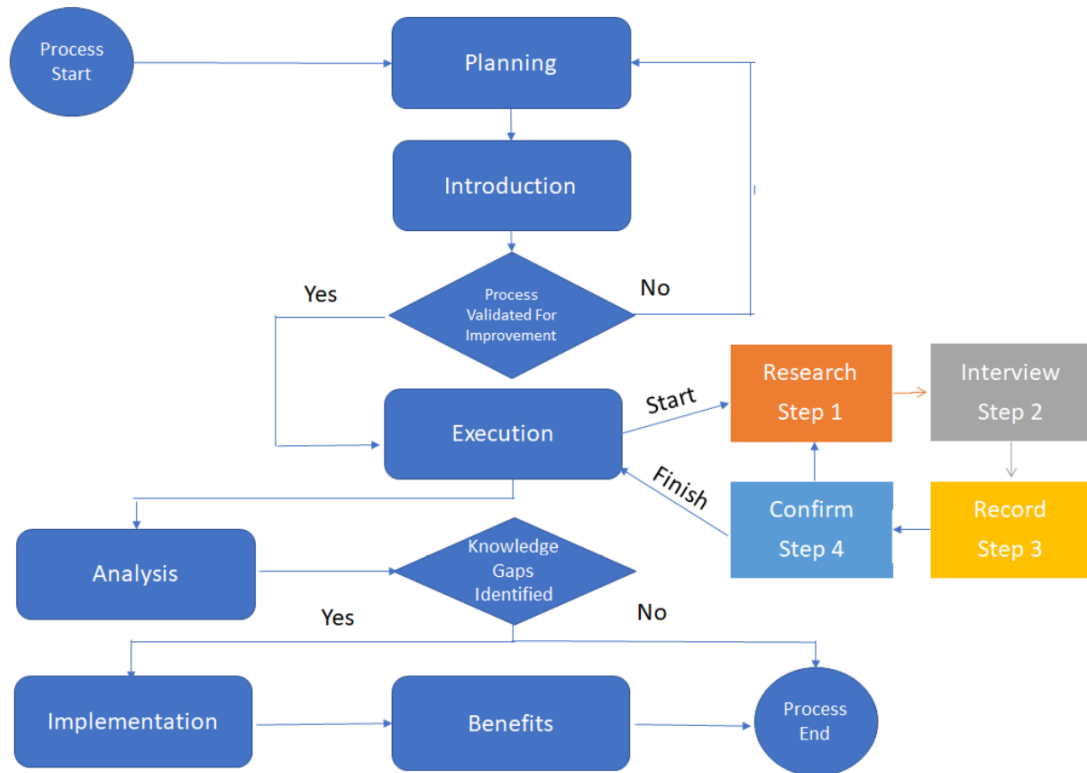 Process
Start
Planning
Introduction
Process
Validated For
Improvement
Yes
No
Execution
Start
Finish
Research
Step 1
Interview
Step 2
Confirm
Step 4
Record
Step 3
Analysis
Knowledge
Gaps
Identified
Yes
No
Implementation
Benefits
Process
End